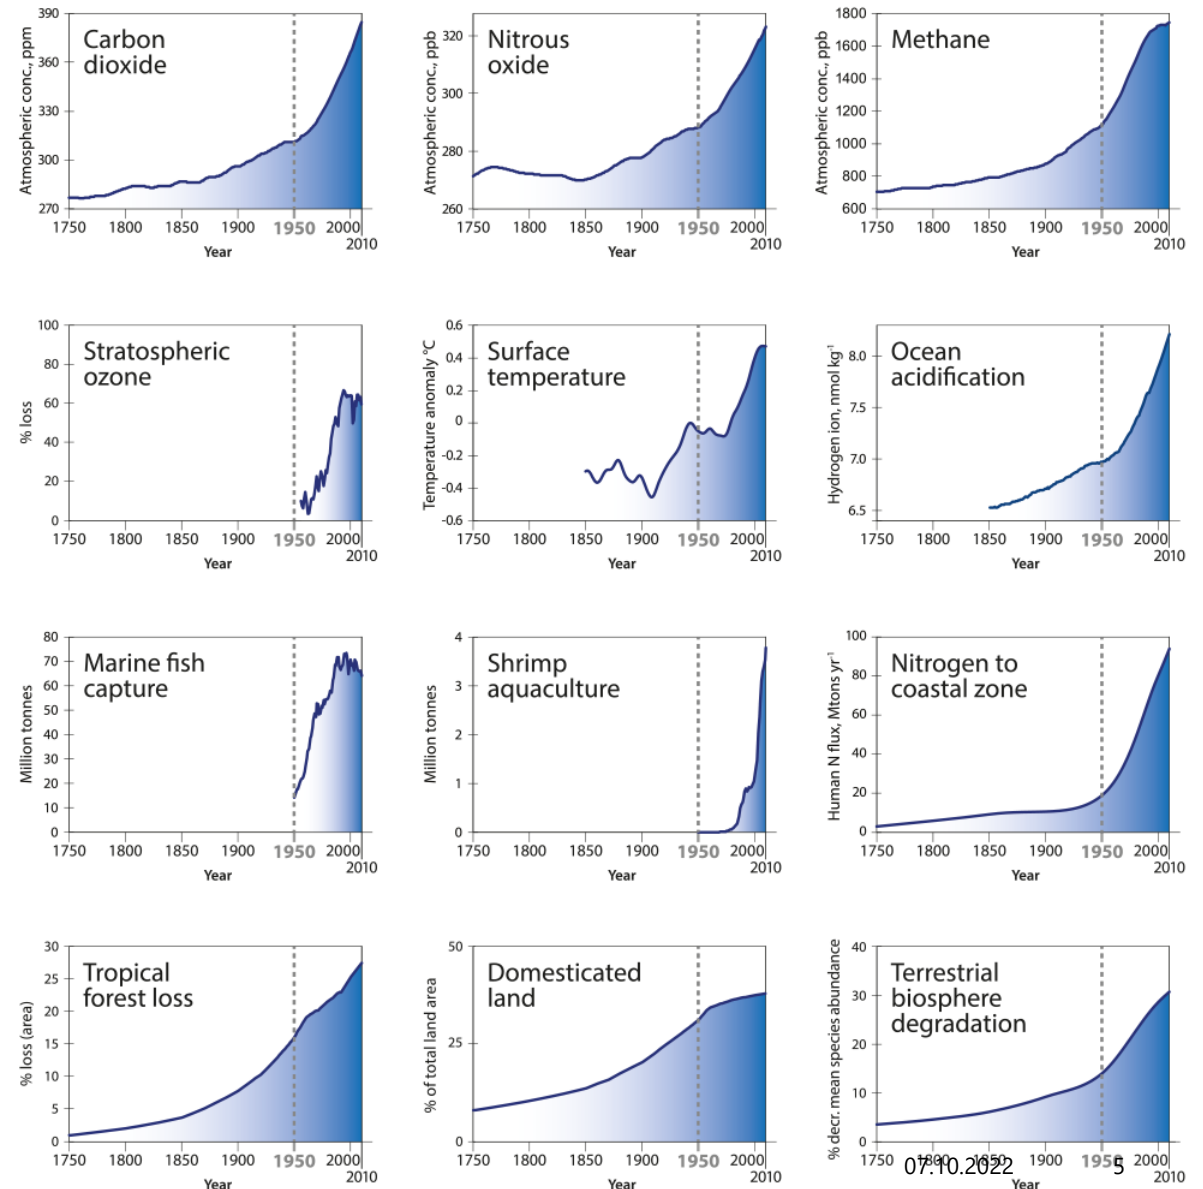 390
360
330
300
270
Atmospheric conc., ppm
Carbon
dioxide
1750 1800 1850 1900 1950 2000
2010
Year
320
300
280
260
Atmospheric conc., ppb
Nitrous
oxide
1750 1800 1850 1900 1950 2000
2010
Year
1800
1600
1400
1200
1000
800
600
Atmospheric conc., ppb
Methane
1750 1800 1850 1900 1950 2000
2010
Year
100
80
60
40
20
0
% loss
Stratospheric
ozone
1750 1800 1850 1900 1950 2000
2010
Year
0.6
0.4
0.2
0
-0.2
-0.4
-0.6
Temperature anomaly °C
Surface
temperature
1750 1800 1850 1900 1950 2000
2010
Year
8.0
7.5
7.0
6.5
Hydrogen ion, nmol kg⁻¹
Ocean
acidification
1750 1800 1850 1900 1950 2000
2010
Year
80
70
60
50
40
30
20
10
0
Million tonnes
Marine fish
capture
1750 1800 1850 1900 1950 2000
2010
Year
4
3
2
1
0
Million tonnes
Shrimp
aquaculture
1750 1800 1850 1900 1950 2000
2010
Year
100
80
60
40
20
0
Human N flux, Mtons yr⁻¹
Nitrogen to
coastal zone
1750 1800 1850 1900 1950 2000
2010
Year
30
25
20
15
10
5
0
% loss (area)
Tropical
forest loss
1750 1800 1850 1900 1950 2000
2010
Year
50
25
0
% of total land area
Domesticated
land
1750 1800 1850 1900 1950 2000
2010
Year
40
30
20
10
0
% decr. mean species abundance
Terrestrial
biosphere
degradation
1750 1800 1850 1900 1950 2000
2010
Year
07.10.2022 5